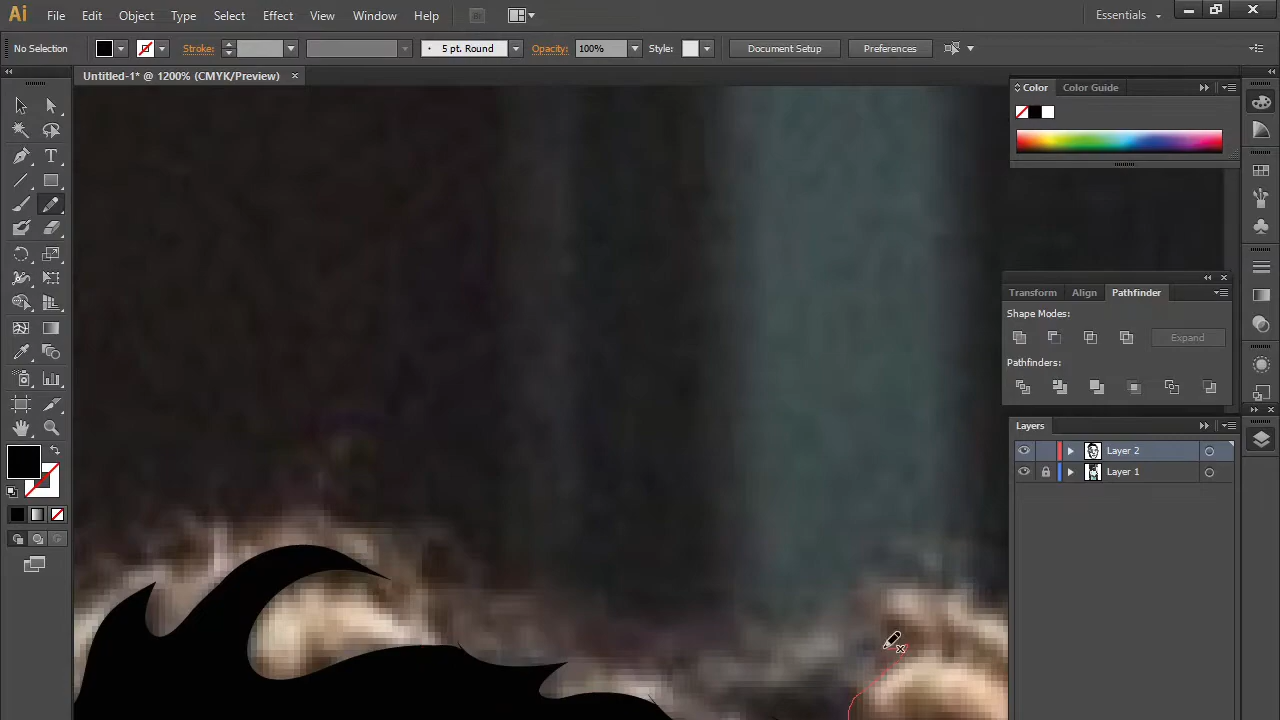 Ai File Edit Object Type Select Effect View Window Help Essentials
No Selection Stroke: 5 pt. Round Opacity: 100% Style: Document Setup Preferences
Untitled-1* @ 1200% (CMYK/Preview)
Color Color Guide
Transform Align Pathfinder
Shape Modes:
Expand
Pathfinders:
Layers
Layer 2
Layer 1